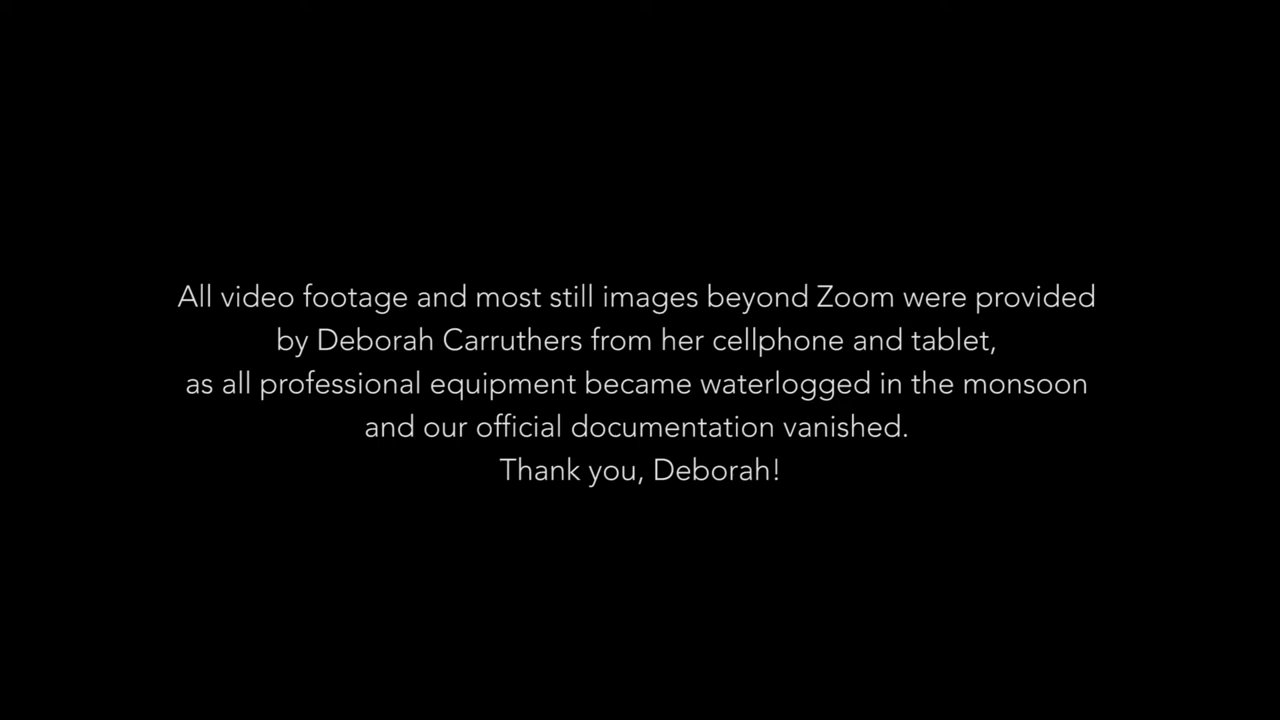 All video footage and most still images beyond Zoom were provided
by Deborah Carruthers from her cellphone and tablet,
as all professional equipment became waterlogged in the monsoon
and our official documentation vanished.
Thank you, Deborah!